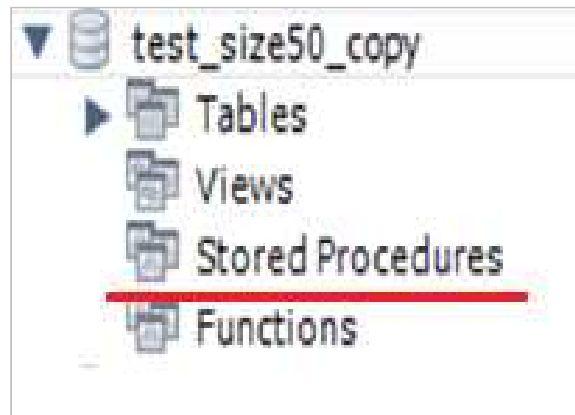 test_size50_copy
Tables
Views
Stored Procedures
Functions